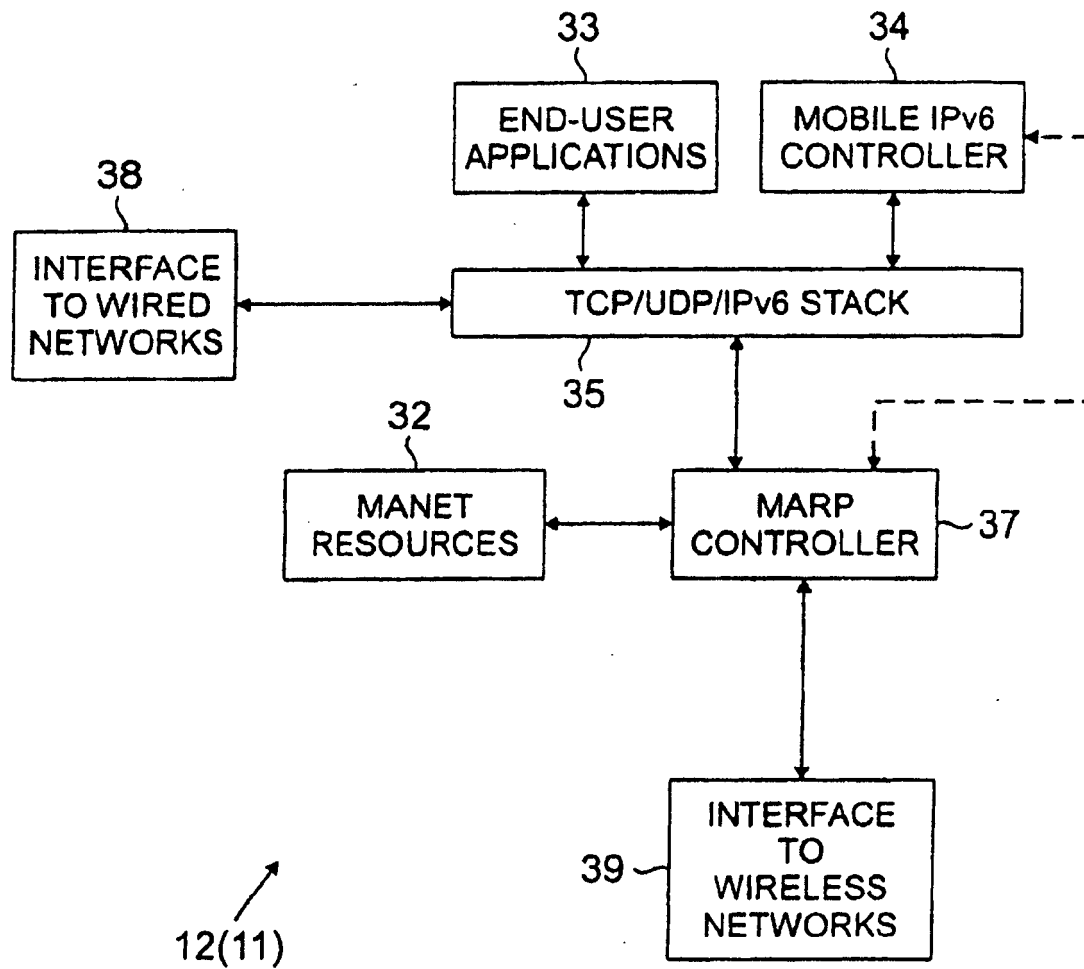 33
34
END-USER
APPLICATIONS
MOBILE IPv6
CONTROLLER
38
INTERFACE
TO WIRED
NETWORKS
TCP/UDP/IPv6 STACK
35
32
MANET
RESOURCES
MARP
CONTROLLER
37
INTERFACE
TO
WIRELESS
NETWORKS
39
12(11)